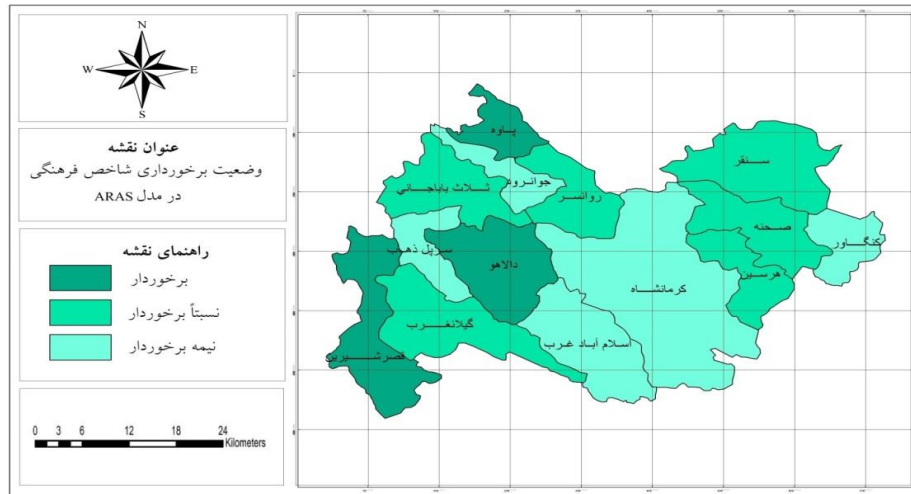 N
W E
S
عنوان نقشه
وضعیت برخورداری شاخص فرهنگی
در مدل ARAS
راهنمای نقشه
برخوردار
نسبتاً برخوردار
نیمه برخوردار
0 3 6 12 18 24
Kilometers
پاوه
جوانرود
ثلاث باباجانی
روانسر
سنقر
صحنه
کنگاور
سرپل ذهاب
دالاهو
هرسین
کرمانشاه
گیلانغرب
اسلام آباد غرب
قصرشیرین